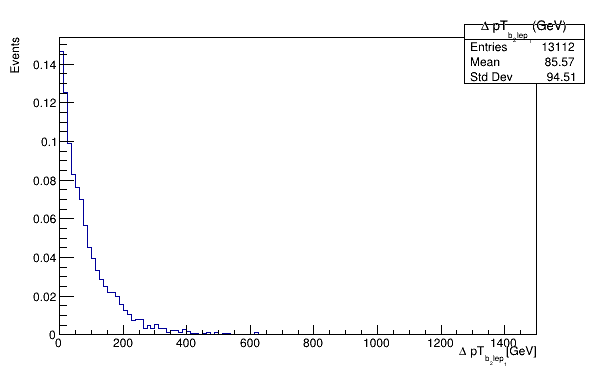 Δ pT_{b_2 lep_1} (GeV)
Entries 13112
Mean 85.57
Std Dev 94.51
Events
0.14
0.12
0.1
0.08
0.06
0.04
0.02
0
0 200 400 600 800 1000 1200 1400
Δ pT_{b_2 lep_1} [GeV]